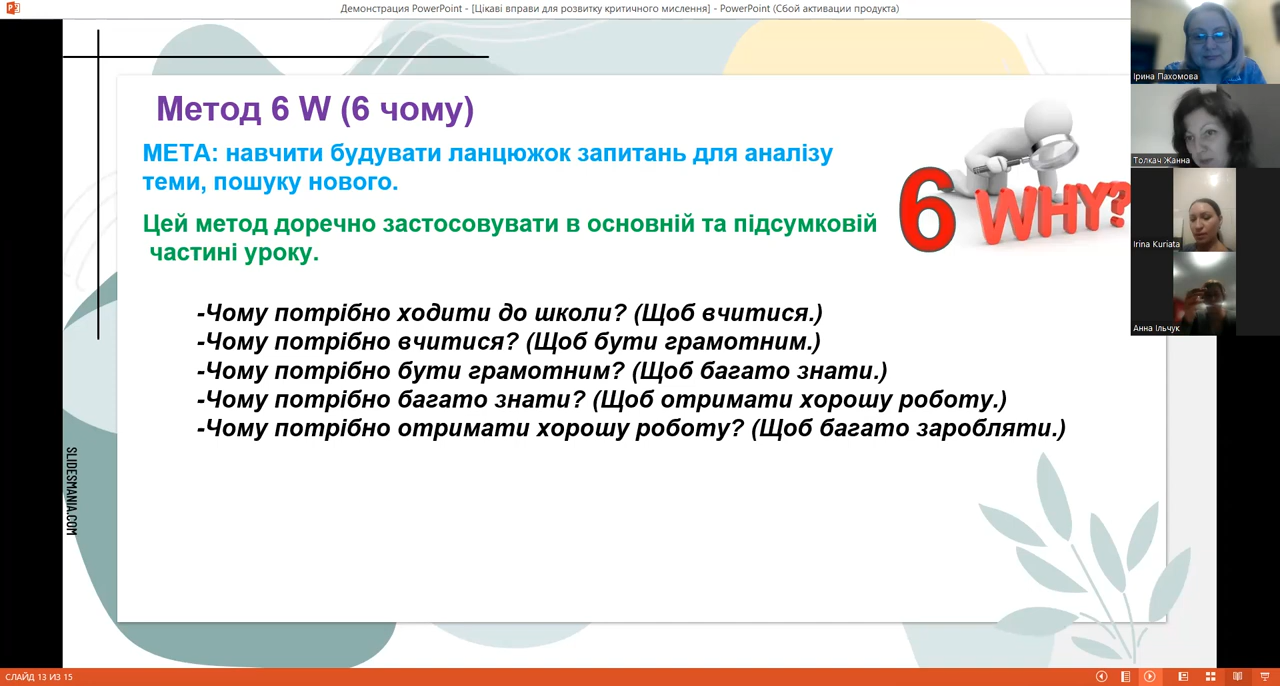 Демонстрация PowerPoint - [Цікаві вправи для розвитку критичного мислення] - PowerPoint (Сбой активации продукта)
Ірина Пахомова
Толкач Жанна
Irina Kuriata
Анна Ільчук
Метод 6 W (6 чому)
МЕТА: навчити будувати ланцюжок запитань для аналізу
теми, пошуку нового.
Цей метод доречно застосовувати в основній та підсумковій
частині уроку.
6 WHY?
-Чому потрібно ходити до школи? (Щоб вчитися.)
-Чому потрібно вчитися? (Щоб бути грамотним.)
-Чому потрібно бути грамотним? (Щоб багато знати.)
-Чому потрібно багато знати? (Щоб отримати хорошу роботу.)
-Чому потрібно отримати хорошу роботу? (Щоб багато заробляти.)
SLIDESMANIA.COM
СЛАЙД 13 ИЗ 15